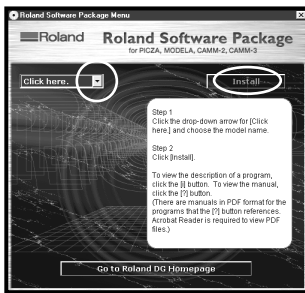 Roland Software Package Menu
Roland
Roland Software Package
for PICZA, MODELA, CAMM-2, CAMM-3
Click here.
Install
Step 1
Click the drop-down arrow for [Click
here.] and choose the model name.
Step 2
Click [Install].
To view the description of a program,
click the [i] button. To view the manual,
click the [?] button.
(There are manuals in PDF format for the
programs that the [?] button references.
Acrobat Reader is required to view PDF
files.)
Go to Roland DG Homepage